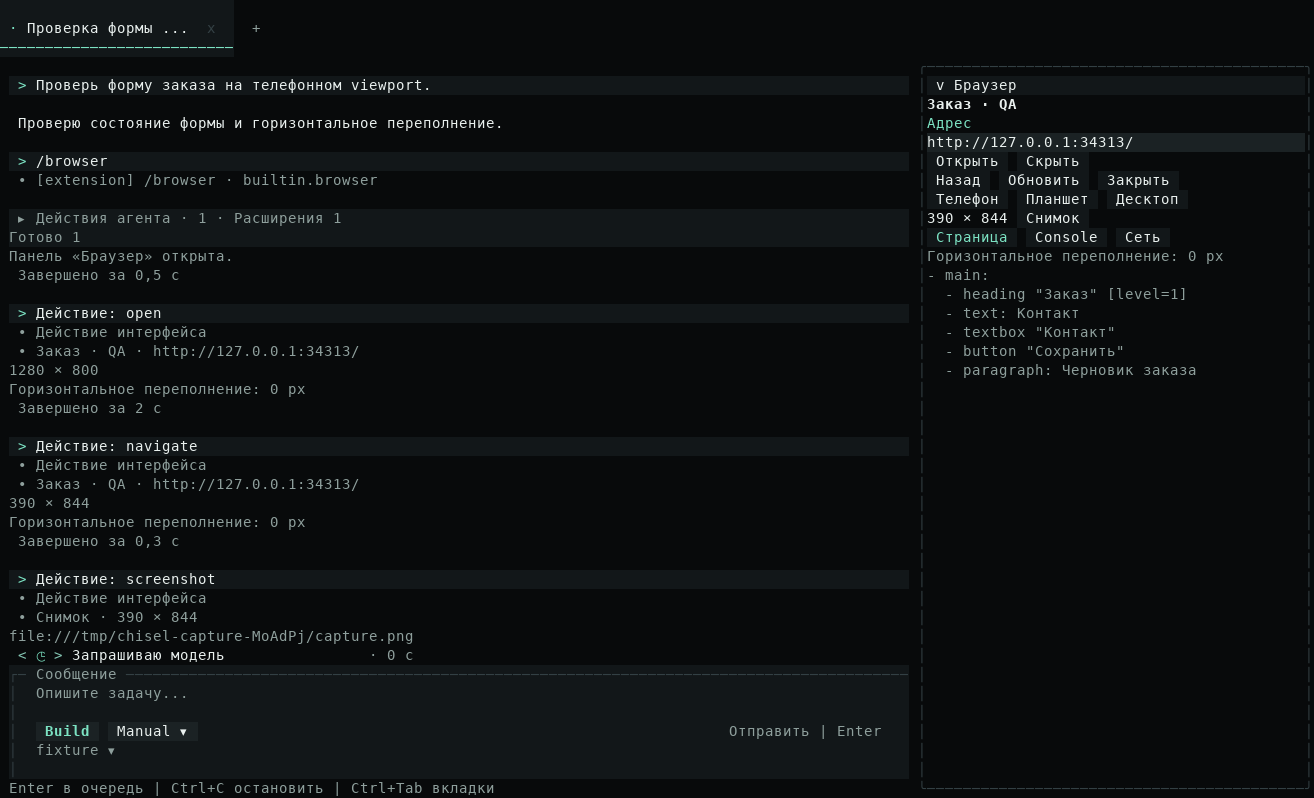 · Проверка формы ... x +
> Проверь форму заказа на телефонном viewport.
Проверю состояние формы и горизонтальное переполнение.
> /browser
• [extension] /browser · builtin.browser
▶ Действия агента · 1 · Расширения 1
Готово 1
Панель «Браузер» открыта.
Завершено за 0,5 с
> Действие: open
• Действие интерфейса
• Заказ · QA · http://127.0.0.1:34313/
1280 × 800
Горизонтальное переполнение: 0 px
Завершено за 2 с
> Действие: navigate
• Действие интерфейса
• Заказ · QA · http://127.0.0.1:34313/
390 × 844
Горизонтальное переполнение: 0 px
Завершено за 0,3 с
> Действие: screenshot
• Действие интерфейса
• Снимок · 390 × 844
file:///tmp/chisel-capture-MoAdPj/capture.png
< ◷ > Запрашиваю модель · 0 с
Сообщение
Опишите задачу...
Build Manual ▼ Отправить | Enter
fixture ▼
Enter в очередь | Ctrl+C остановить | Ctrl+Tab вкладки
v Браузер
Заказ · QA
Адрес
http://127.0.0.1:34313/
Открыть Скрыть
Назад Обновить Закрыть
Телефон Планшет Десктоп
390 × 844 Снимок
Страница Console Сеть
Горизонтальное переполнение: 0 px
- main:
- heading "Заказ" [level=1]
- text: Контакт
- textbox "Контакт"
- button "Сохранить"
- paragraph: Черновик заказа